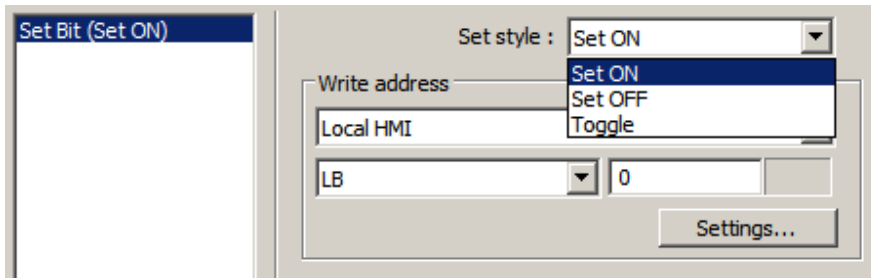 Set Bit (Set ON)
Set style : Set ON
Set ON
Set OFF
Toggle
Write address
Local HMI
LB 0
Settings...